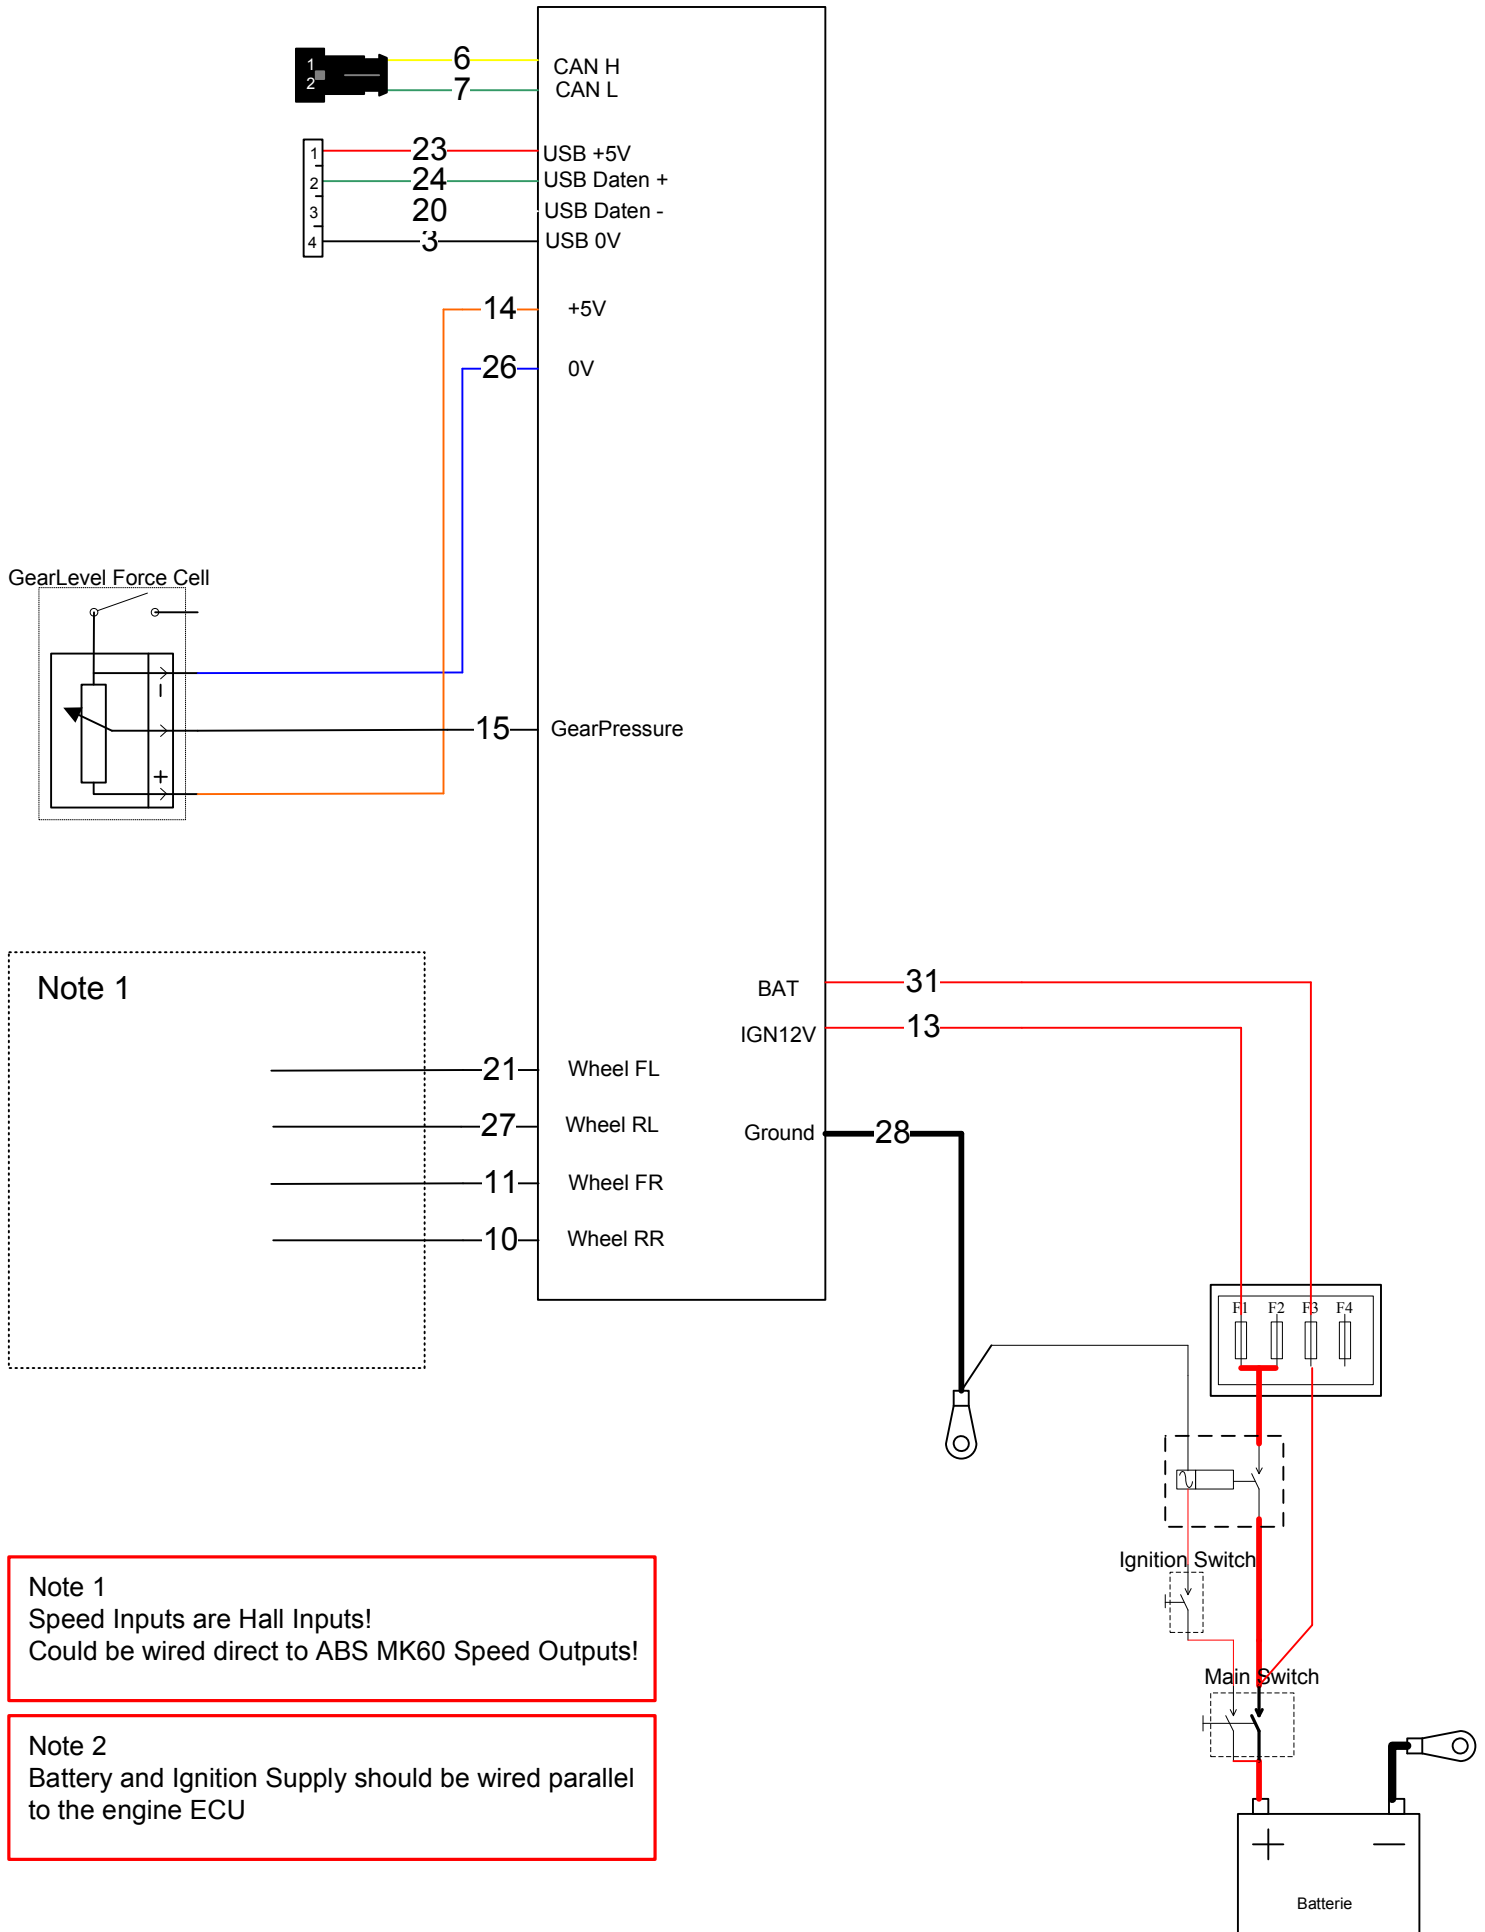 1
2
6
7
CAN H
CAN L
1
2
3
4
23
24
20
3
USB +5V
USB Daten +
USB Daten -
USB 0V
14
+5V
26
0V
GearLevel Force Cell
-
+
15
GearPressure
Note 1
21
Wheel FL
27
Wheel RL
11
Wheel FR
10
Wheel RR
BAT
31
IGN12V
13
Ground
28
F1 F2 F3 F4
Ignition Switch
Main Switch
+ -
Batterie
Note 1
Speed Inputs are Hall Inputs!
Could be wired direct to ABS MK60 Speed Outputs!
Note 2
Battery and Ignition Supply should be wired parallel
to the engine ECU